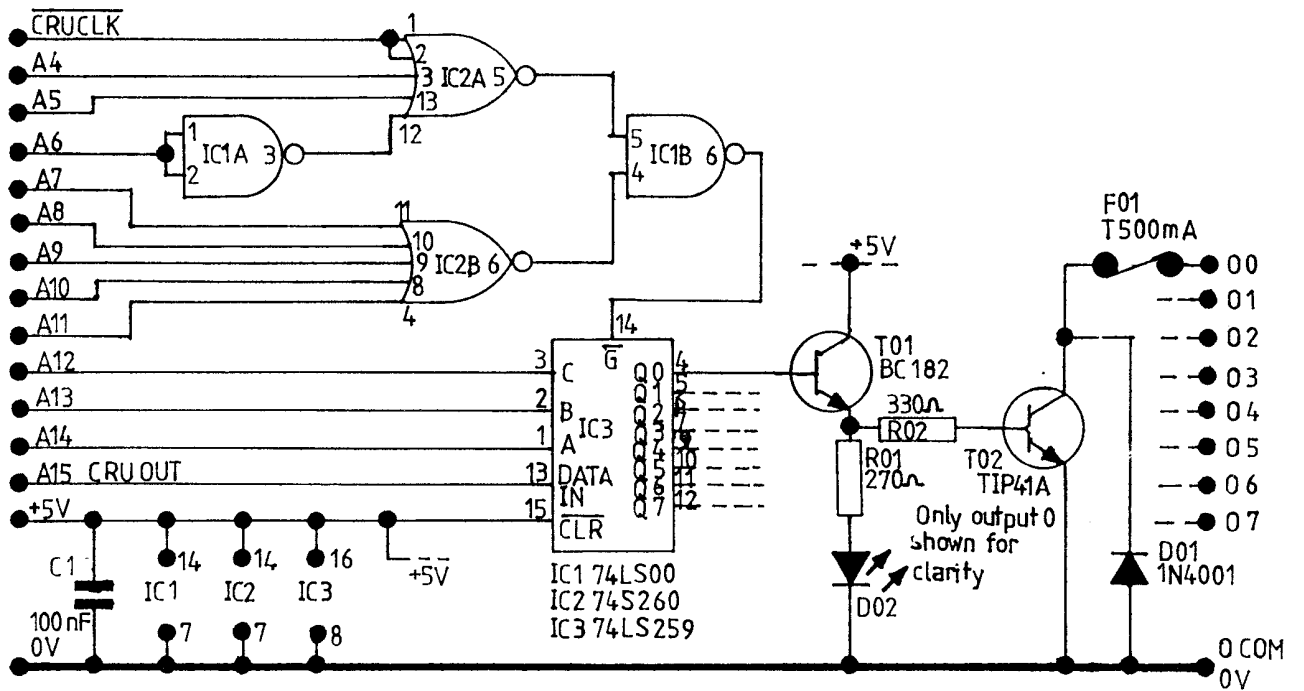 CRUCLK
A4
A5
A6
A7
A8
A9
A10
A11
A12
A13
A14
A15 CRUOUT
+5V
1
2
3
13
12
IC2A 5
1
2
IC1A 3
11
10
9
8
4
IC2B 6
5
4
IC1B 6
14
G
3 C
2 B
1 A
13 DATA IN
15 CLR
IC3
Q0 4
Q1 5
Q2 6
Q3 7
Q4 9
Q5 10
Q6 11
Q7 12
IC1 74LS00
IC2 74S260
IC3 74LS259
+5V
T01
BC182
330Ω
R02
R01
270Ω
T02
TIP41A
Only output 0
shown for
clarity
D02
F01
T500mA
00
01
02
03
04
05
06
07
D01
1N4001
0 COM
0V
C1
100nF
0V
14
IC1
7
14
IC2
7
16
IC3
8
+5V